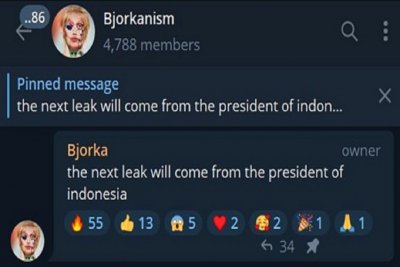 ..86
Bjorkanism
4,788 members
Pinned message
the next leak will come from the president of indon...
Bjorka
owner
the next leak will come from the president of
indonesia
55 13 5 2 2 1 1
34